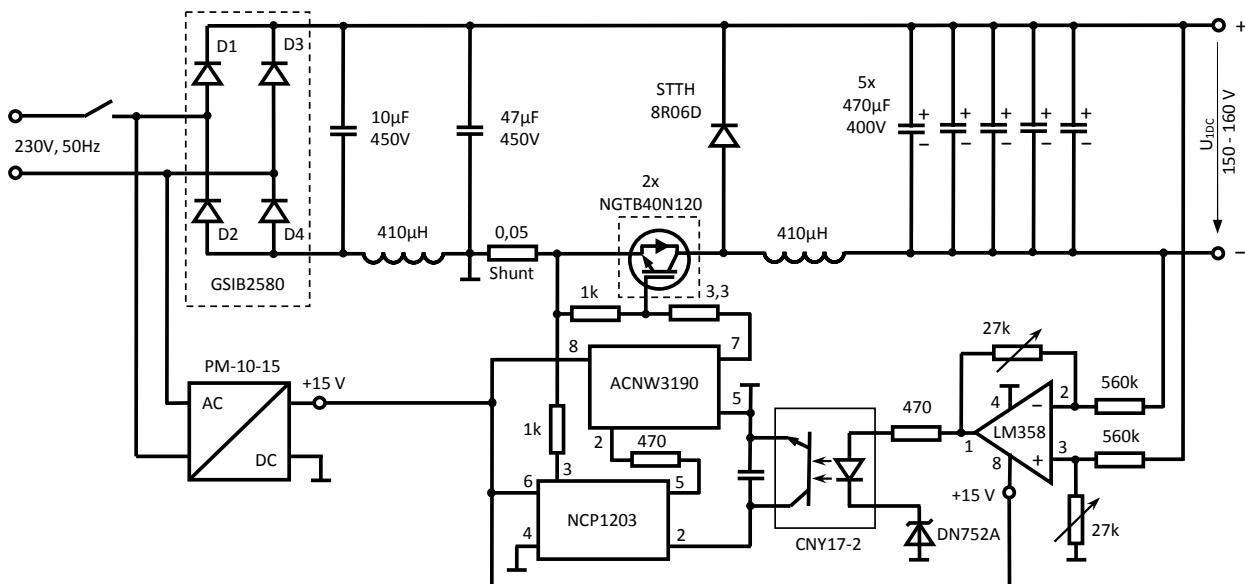 +
D1
D3
10µF
450V
47µF
450V
STTH
8R06D
5x
470µF
400V
+
+
+
+
+
−
−
−
−
−
U1DC
150 - 160 V
230V, 50Hz
D2
D4
GSIB2580
410µH
0,05
Shunt
2x
NGTB40N120
410µH
−
1k
3,3
PM-10-15
AC
DC
+15 V
8
7
ACNW3190
5
2
1k
470
3
6
5
NCP1203
4
2
CNY17-2
470
27k
4
−
2
560k
LM358
1
3
560k
8
+
+15 V
DN752A
27k